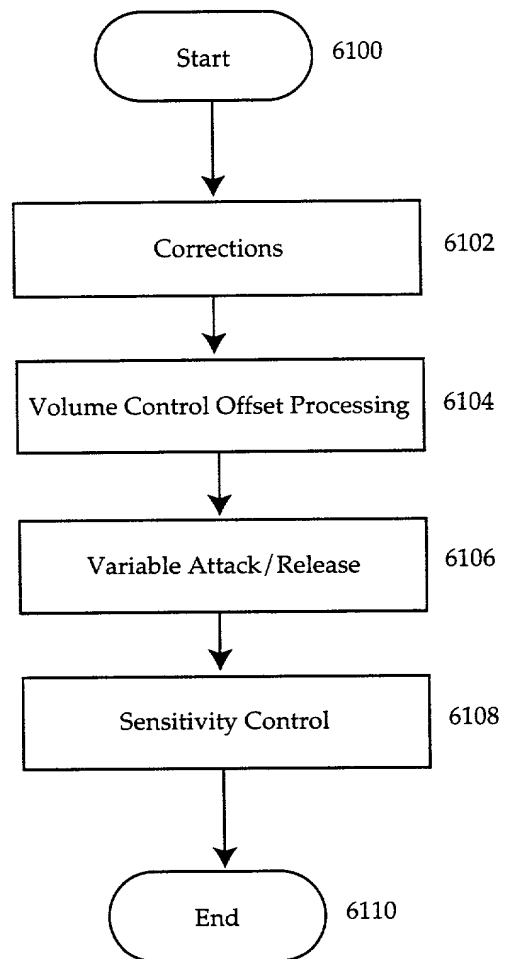 Start 6100
Corrections 6102
Volume Control Offset Processing 6104
Variable Attack/Release 6106
Sensitivity Control 6108
End 6110